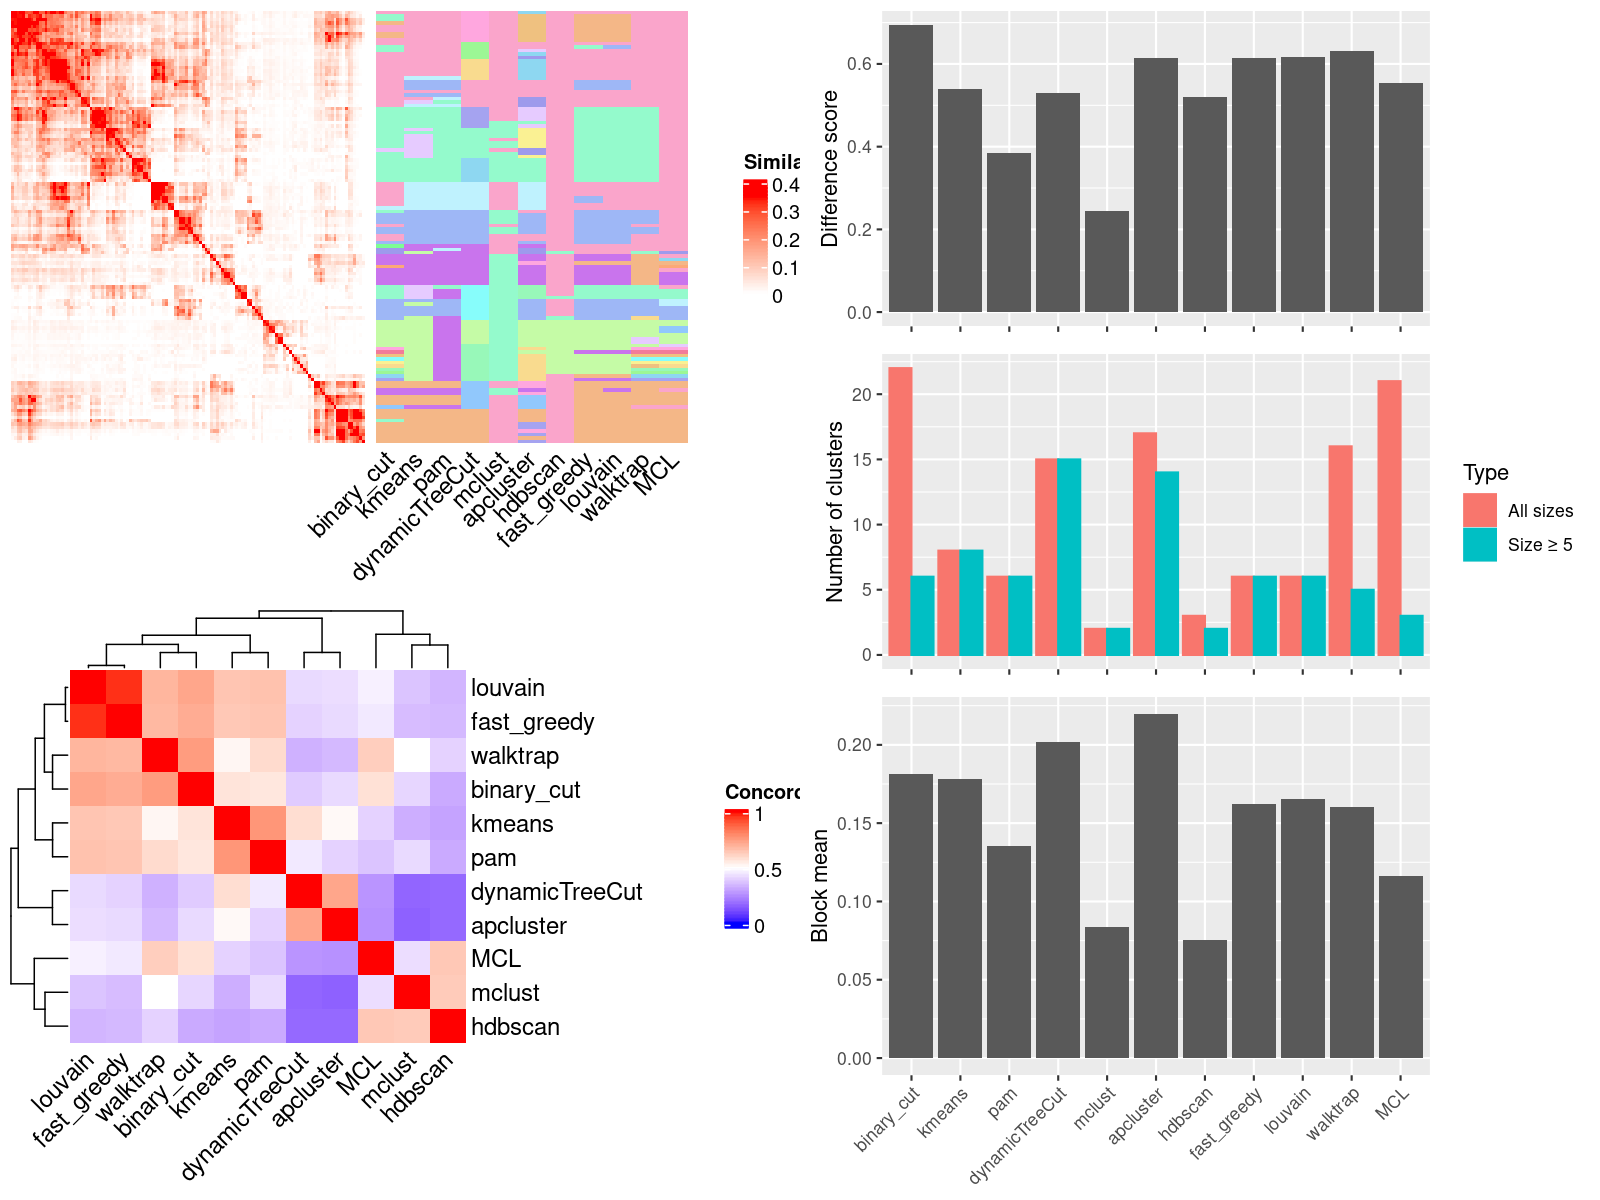 Simila
0.4
0.3
0.2
0.1
0
binary_cut
kmeans
pam
dynamicTreeCut
mclust
apcluster
hdbscan
fast_greedy
louvain
walktrap
MCL
louvain
fast_greedy
walktrap
binary_cut
kmeans
pam
dynamicTreeCut
apcluster
MCL
mclust
hdbscan
louvain
fast_greedy
walktrap
binary_cut
kmeans
pam
dynamicTreeCut
apcluster
MCL
mclust
hdbscan
Concord
1
0.5
0
Difference score
0.6
0.4
0.2
0.0
Number of clusters
20
15
10
5
0
Type
All sizes
Size ≥ 5
Block mean
0.20
0.15
0.10
0.05
0.00
binary_cut
kmeans
pam
dynamicTreeCut
mclust
apcluster
hdbscan
fast_greedy
louvain
walktrap
MCL